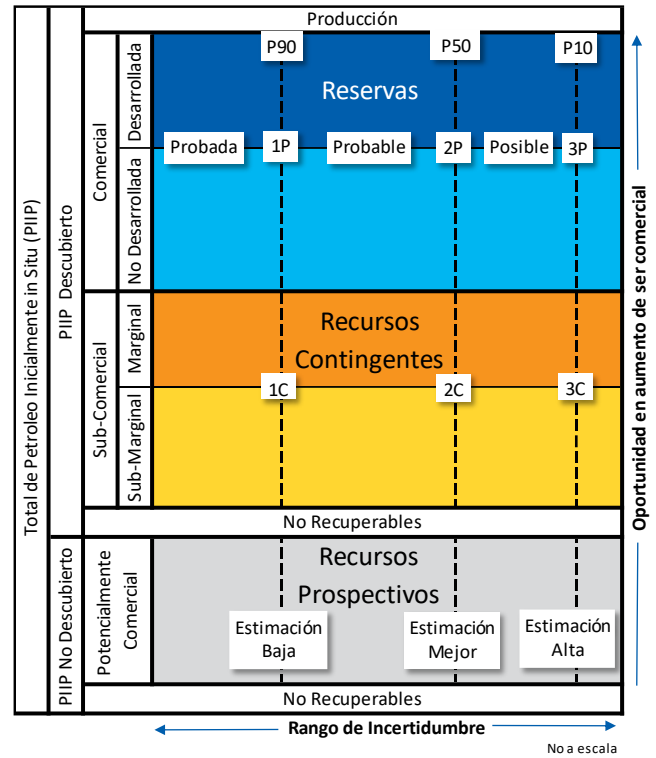 Producción
Total de Petroleo Inicialmente in Situ (PIIP)
PIIP Descubierto
Comercial
Desarrollada
P90
P50
P10
Reservas
Probada
1P
Probable
2P
Posible
3P
No Desarrollada
Sub-Comercial
Marginal
Recursos
Contingentes
1C
2C
3C
Sub-Marginal
No Recuperables
PIIP No Descubierto
Potencialmente
Comercial
Recursos
Prospectivos
Estimación
Baja
Estimación
Mejor
Estimación
Alta
No Recuperables
Oportunidad en aumento de ser comercial
Rango de Incertidumbre
No a escala